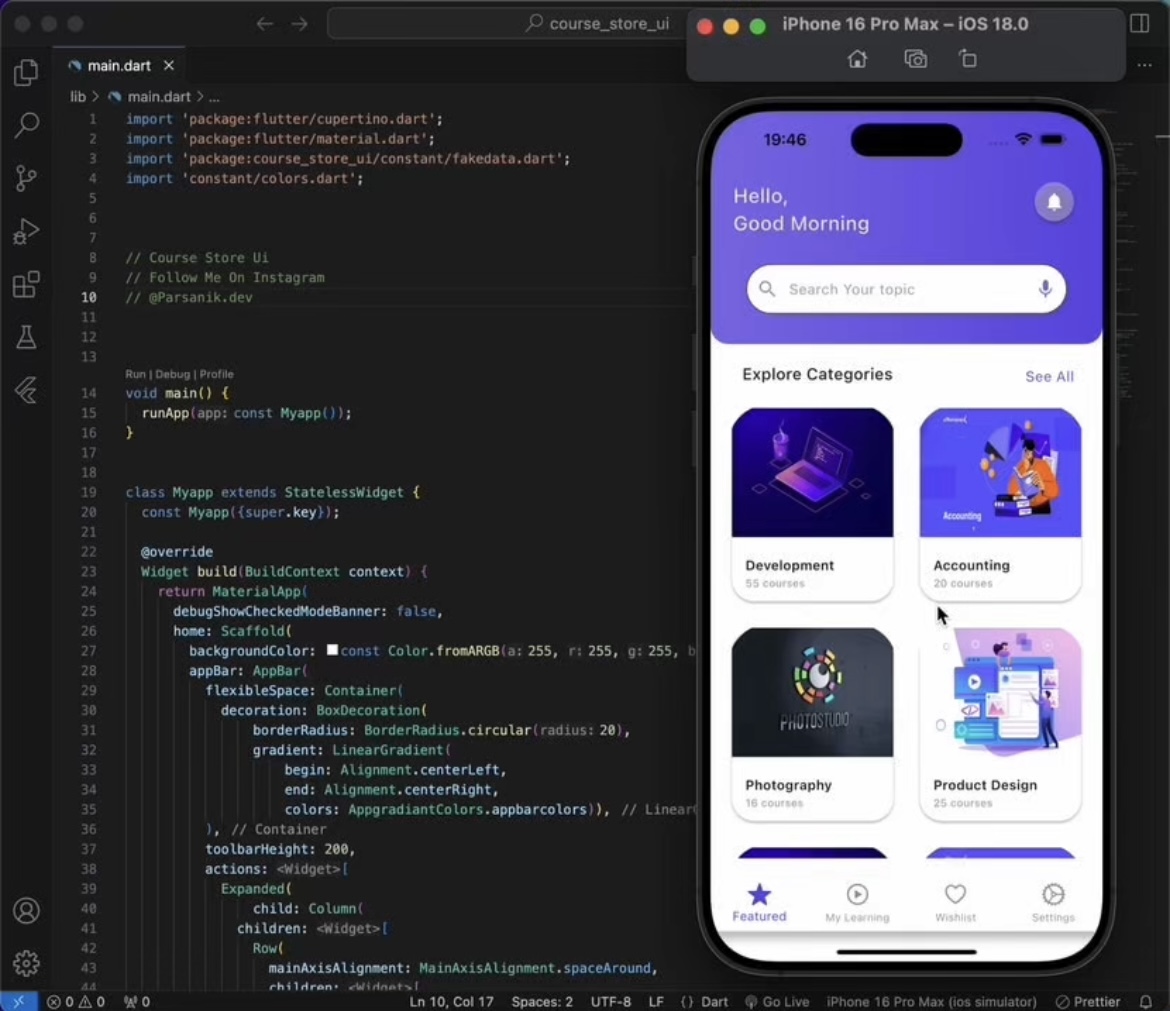 course_store_ui
iPhone 16 Pro Max – iOS 18.0
main.dart
lib > main.dart > ...
1 import 'package:flutter/cupertino.dart';
2 import 'package:flutter/material.dart';
3 import 'package:course_store_ui/constant/fakedata.dart';
4 import 'constant/colors.dart';
5
6
7
8 // Course Store Ui
9 // Follow Me On Instagram
10 // @Parsanik.dev
11
12
13
Run | Debug | Profile
14 void main() {
15 runApp(app: const Myapp());
16 }
17
18
19 class Myapp extends StatelessWidget {
20 const Myapp({super.key});
21
22 @override
23 Widget build(BuildContext context) {
24 return MaterialApp(
25 debugShowCheckedModeBanner: false,
26 home: Scaffold(
27 backgroundColor: const Color.fromARGB(a: 255, r: 255, g: 255, b
28 appBar: AppBar(
29 flexibleSpace: Container(
30 decoration: BoxDecoration(
31 borderRadius: BorderRadius.circular(radius: 20),
32 gradient: LinearGradient(
33 begin: Alignment.centerLeft,
34 end: Alignment.centerRight,
35 colors: AppgradiantColors.appbarcolors)), // Linear
36 ), // Container
37 toolbarHeight: 200,
38 actions: <Widget>[
39 Expanded(
40 child: Column(
41 children: <Widget>[
42 Row(
43 mainAxisAlignment: MainAxisAlignment.spaceAround,
44 children: <Widget>[
19:46
Hello,
Good Morning
Search Your topic
Explore Categories
See All
Accounting
Development
55 courses
Accounting
20 courses
PHOTOSTUDIO
Photography
16 courses
Product Design
25 courses
Featured
My Learning
Wishlist
Settings
0 0 0
Ln 10, Col 17 Spaces: 2 UTF-8 LF {} Dart Go Live iPhone 16 Pro Max (ios simulator) Prettier